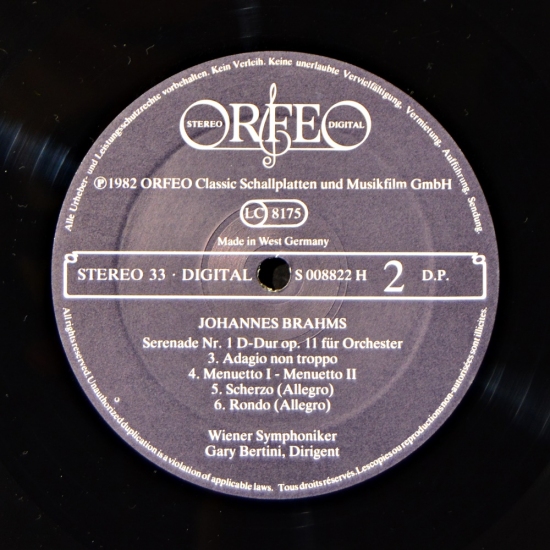 Alle Urheber- und Leistungsschutzrechte vorbehalten. Kein Verleih. Keine unerlaubte Vervielfältigung, Vermietung, Aufführung, Sendung.
STEREO ORFEO DIGITAL
℗1982 ORFEO Classic Schallplatten und Musikfilm GmbH
LC 8175
Made in West Germany
STEREO 33 · DIGITAL S 008822 H 2 D.P.
JOHANNES BRAHMS
Serenade Nr. 1 D-Dur op. 11 für Orchester
3. Adagio non troppo
4. Menuetto I - Menuetto II
5. Scherzo (Allegro)
6. Rondo (Allegro)
Wiener Symphoniker
Gary Bertini, Dirigent
All rights reserved. Unauthorized duplication is a violation of applicable laws. Tous droits réservés. Les copies ou reproductions non-autorisées sont illicites.